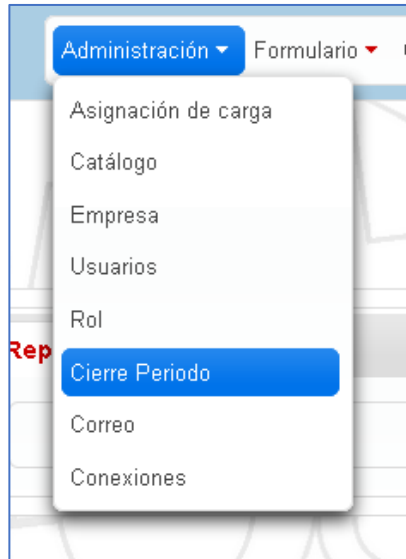 Administración Formulario
Asignación de carga
Catálogo
Empresa
Usuarios
Rol
Rep
Cierre Periodo
Correo
Conexiones